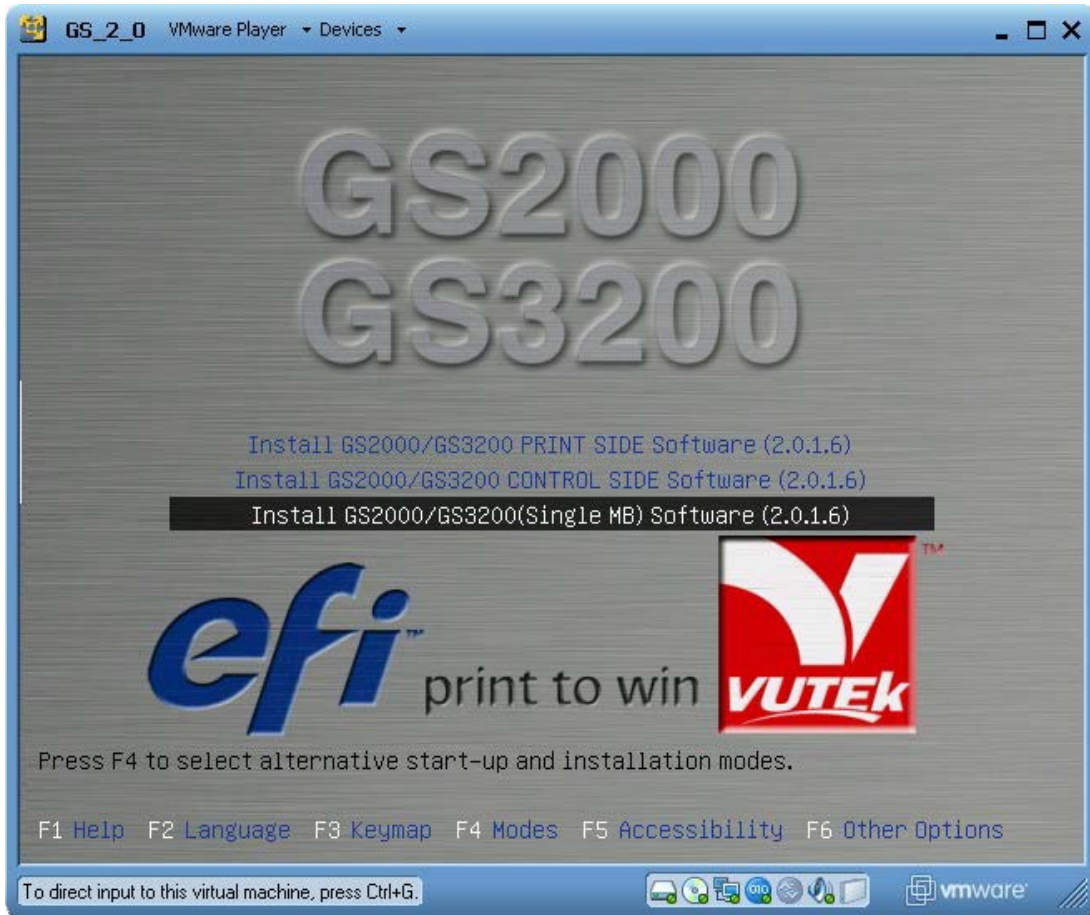 GS_2_0 VMware Player Devices
GS2000
GS3200
Install GS2000/GS3200 PRINT SIDE Software (2.0.1.6)
Install GS2000/GS3200 CONTROL SIDE Software (2.0.1.6)
Install GS2000/GS3200(Single MB) Software (2.0.1.6)
efi™ print to win VUTEk™
Press F4 to select alternative start-up and installation modes.
F1 Help F2 Language F3 Keymap F4 Modes F5 Accessibility F6 Other Options
To direct input to this virtual machine, press Ctrl+G. vmware